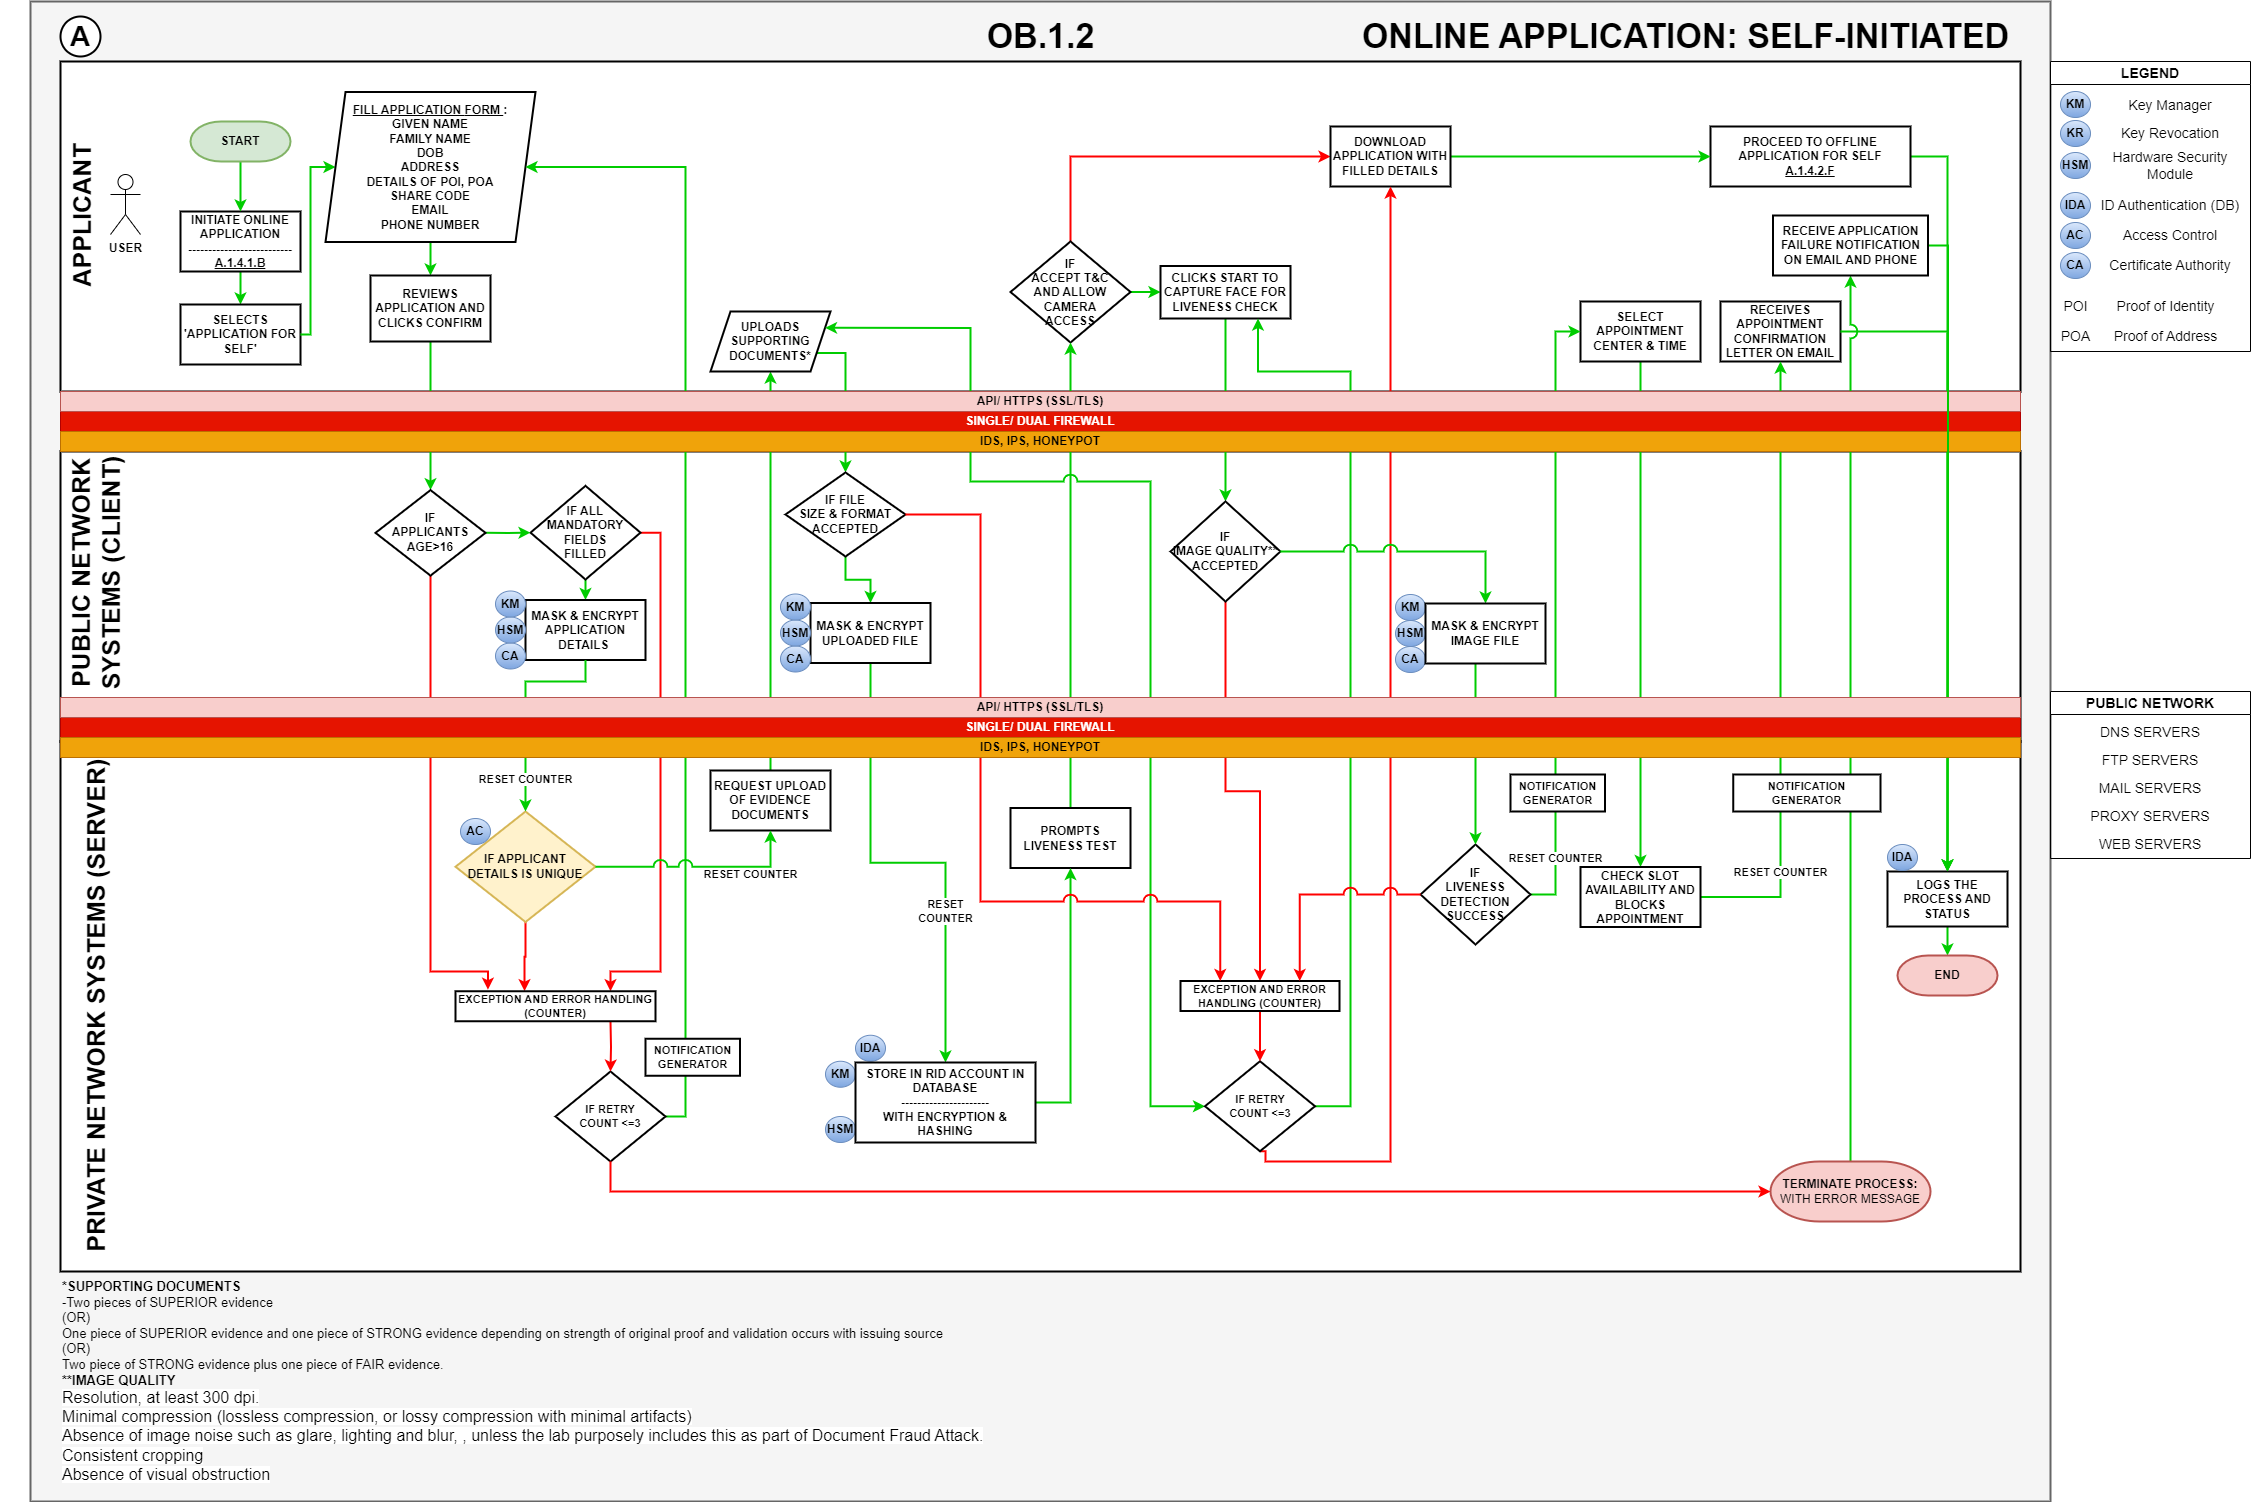 A
OB.1.2
ONLINE APPLICATION: SELF-INITIATED
APPLICANT
USER
START
INITIATE ONLINE
APPLICATION
--------------------------
A.1.4.1.B
SELECTS
'APPLICATION FOR
SELF'
FILL APPLICATION FORM :
GIVEN NAME
FAMILY NAME
DOB
ADDRESS
DETAILS OF POI, POA
SHARE CODE
EMAIL
PHONE NUMBER
REVIEWS
APPLICATION AND
CLICKS CONFIRM
UPLOADS
SUPPORTING
DOCUMENTS*
IF
ACCEPT T&C
AND ALLOW
CAMERA
ACCESS
CLICKS START TO
CAPTURE FACE FOR
LIVENESS CHECK
DOWNLOAD
APPLICATION WITH
FILLED DETAILS
PROCEED TO OFFLINE
APPLICATION FOR SELF
A.1.4.2.F
RECEIVE APPLICATION
FAILURE NOTIFICATION
ON EMAIL AND PHONE
SELECT
APPOINTMENT
CENTER & TIME
RECEIVES
APPOINTMENT
CONFIRMATION
LETTER ON EMAIL
API/ HTTPS (SSL/TLS)
SINGLE/ DUAL FIREWALL
IDS, IPS, HONEYPOT
PUBLIC NETWORK
SYSTEMS (CLIENT)
IF
APPLICANTS
AGE>16
IF ALL
MANDATORY
FIELDS
FILLED
KM
HSM
CA
MASK & ENCRYPT
APPLICATION
DETAILS
IF FILE
SIZE & FORMAT
ACCEPTED
KM
HSM
CA
MASK & ENCRYPT
UPLOADED FILE
IF
IMAGE QUALITY**
ACCEPTED
KM
HSM
CA
MASK & ENCRYPT
IMAGE FILE
API/ HTTPS (SSL/TLS)
SINGLE/ DUAL FIREWALL
IDS, IPS, HONEYPOT
PRIVATE NETWORK SYSTEMS (SERVER)
RESET COUNTER
AC
IF APPLICANT
DETAILS IS UNIQUE
RESET COUNTER
REQUEST UPLOAD
OF EVIDENCE
DOCUMENTS
EXCEPTION AND ERROR HANDLING
(COUNTER)
NOTIFICATION
GENERATOR
IF RETRY
COUNT <=3
RESET
COUNTER
IDA
KM
HSM
STORE IN RID ACCOUNT IN
DATABASE
----------------------
WITH ENCRYPTION &
HASHING
PROMPTS
LIVENESS TEST
EXCEPTION AND ERROR
HANDLING (COUNTER)
IF RETRY
COUNT <=3
IF
LIVENESS
DETECTION
SUCCESS
NOTIFICATION
GENERATOR
RESET COUNTER
CHECK SLOT
AVAILABILITY AND
BLOCKS
APPOINTMENT
NOTIFICATION
GENERATOR
RESET COUNTER
IDA
LOGS THE
PROCESS AND
STATUS
END
TERMINATE PROCESS:
WITH ERROR MESSAGE
LEGEND
KM Key Manager
KR Key Revocation
HSM Hardware Security
Module
IDA ID Authentication (DB)
AC Access Control
CA Certificate Authority
POI Proof of Identity
POA Proof of Address
PUBLIC NETWORK
DNS SERVERS
FTP SERVERS
MAIL SERVERS
PROXY SERVERS
WEB SERVERS
*SUPPORTING DOCUMENTS
-Two pieces of SUPERIOR evidence
(OR)
One piece of SUPERIOR evidence and one piece of STRONG evidence depending on strength of original proof and validation occurs with issuing source
(OR)
Two piece of STRONG evidence plus one piece of FAIR evidence.
**IMAGE QUALITY
Resolution, at least 300 dpi.
Minimal compression (lossless compression, or lossy compression with minimal artifacts)
Absence of image noise such as glare, lighting and blur, , unless the lab purposely includes this as part of Document Fraud Attack.
Consistent cropping
Absence of visual obstruction